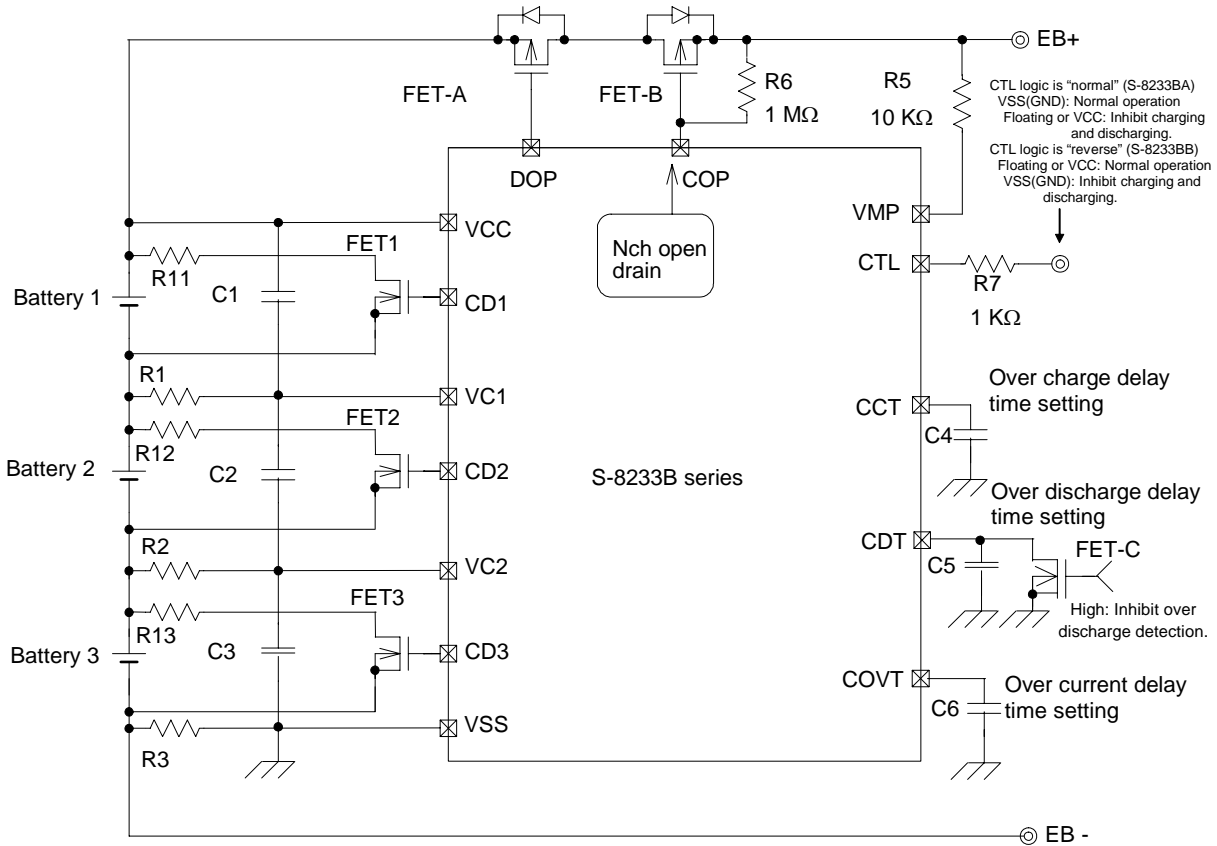 EB+
FET-A
FET-B
R6
1 MΩ
R5
10 KΩ
CTL logic is “normal” (S-8233BA)
VSS(GND): Normal operation
Floating or VCC: Inhibit charging
and discharging.
CTL logic is “reverse” (S-8233BB)
Floating or VCC: Normal operation
VSS(GND): Inhibit charging and
discharging.
DOP
COP
VMP
VCC
FET1
Nch open
drain
CTL
R11
R7
Battery 1
C1
CD1
1 KΩ
R1
VC1
Over charge delay
time setting
FET2
CCT
C4
R12
Battery 2
C2
CD2
S-8233B series
Over discharge delay
time setting
R2
VC2
CDT
C5
FET-C
FET3
High: Inhibit over
discharge detection.
R13
Battery 3
C3
CD3
COVT
C6
Over current delay
time setting
VSS
R3
EB -